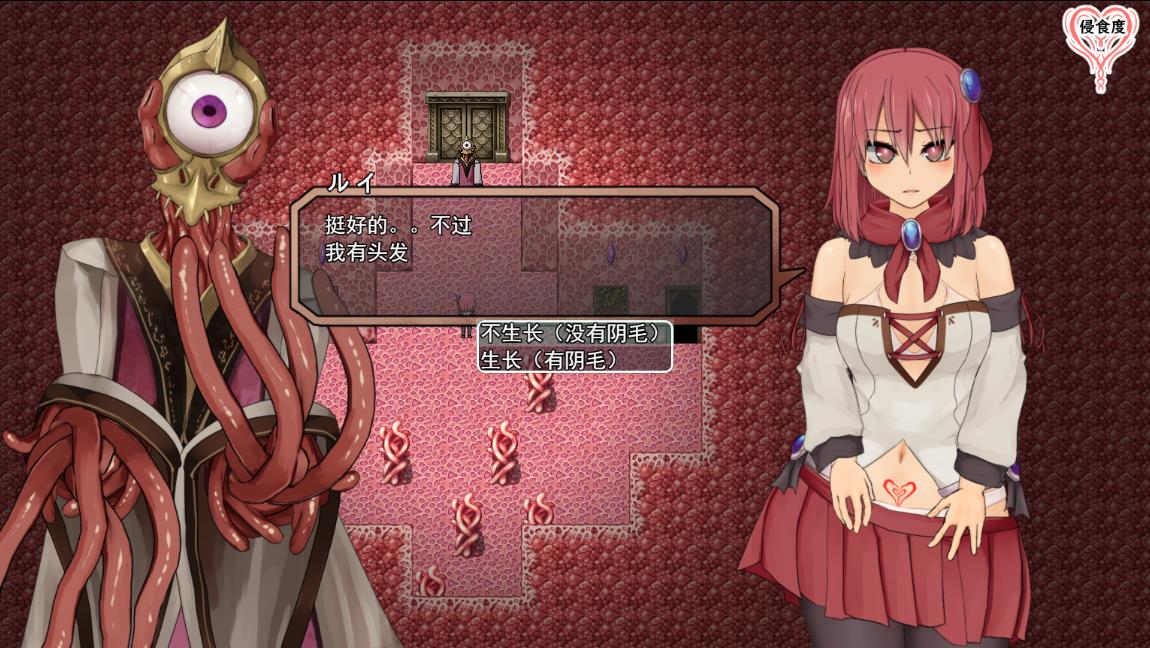 侵食度
ルイ
挺好的。。不过
我有头发
不生长（没有阴毛）
生长（有阴毛）